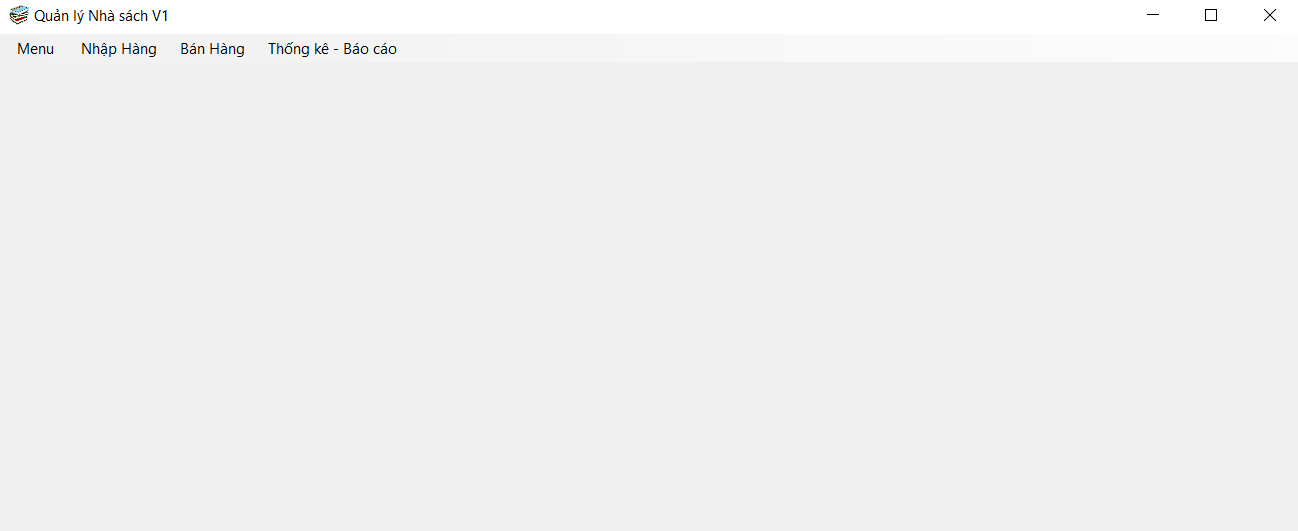 Quản lý Nhà sách V1
Menu Nhập Hàng Bán Hàng Thống kê - Báo cáo